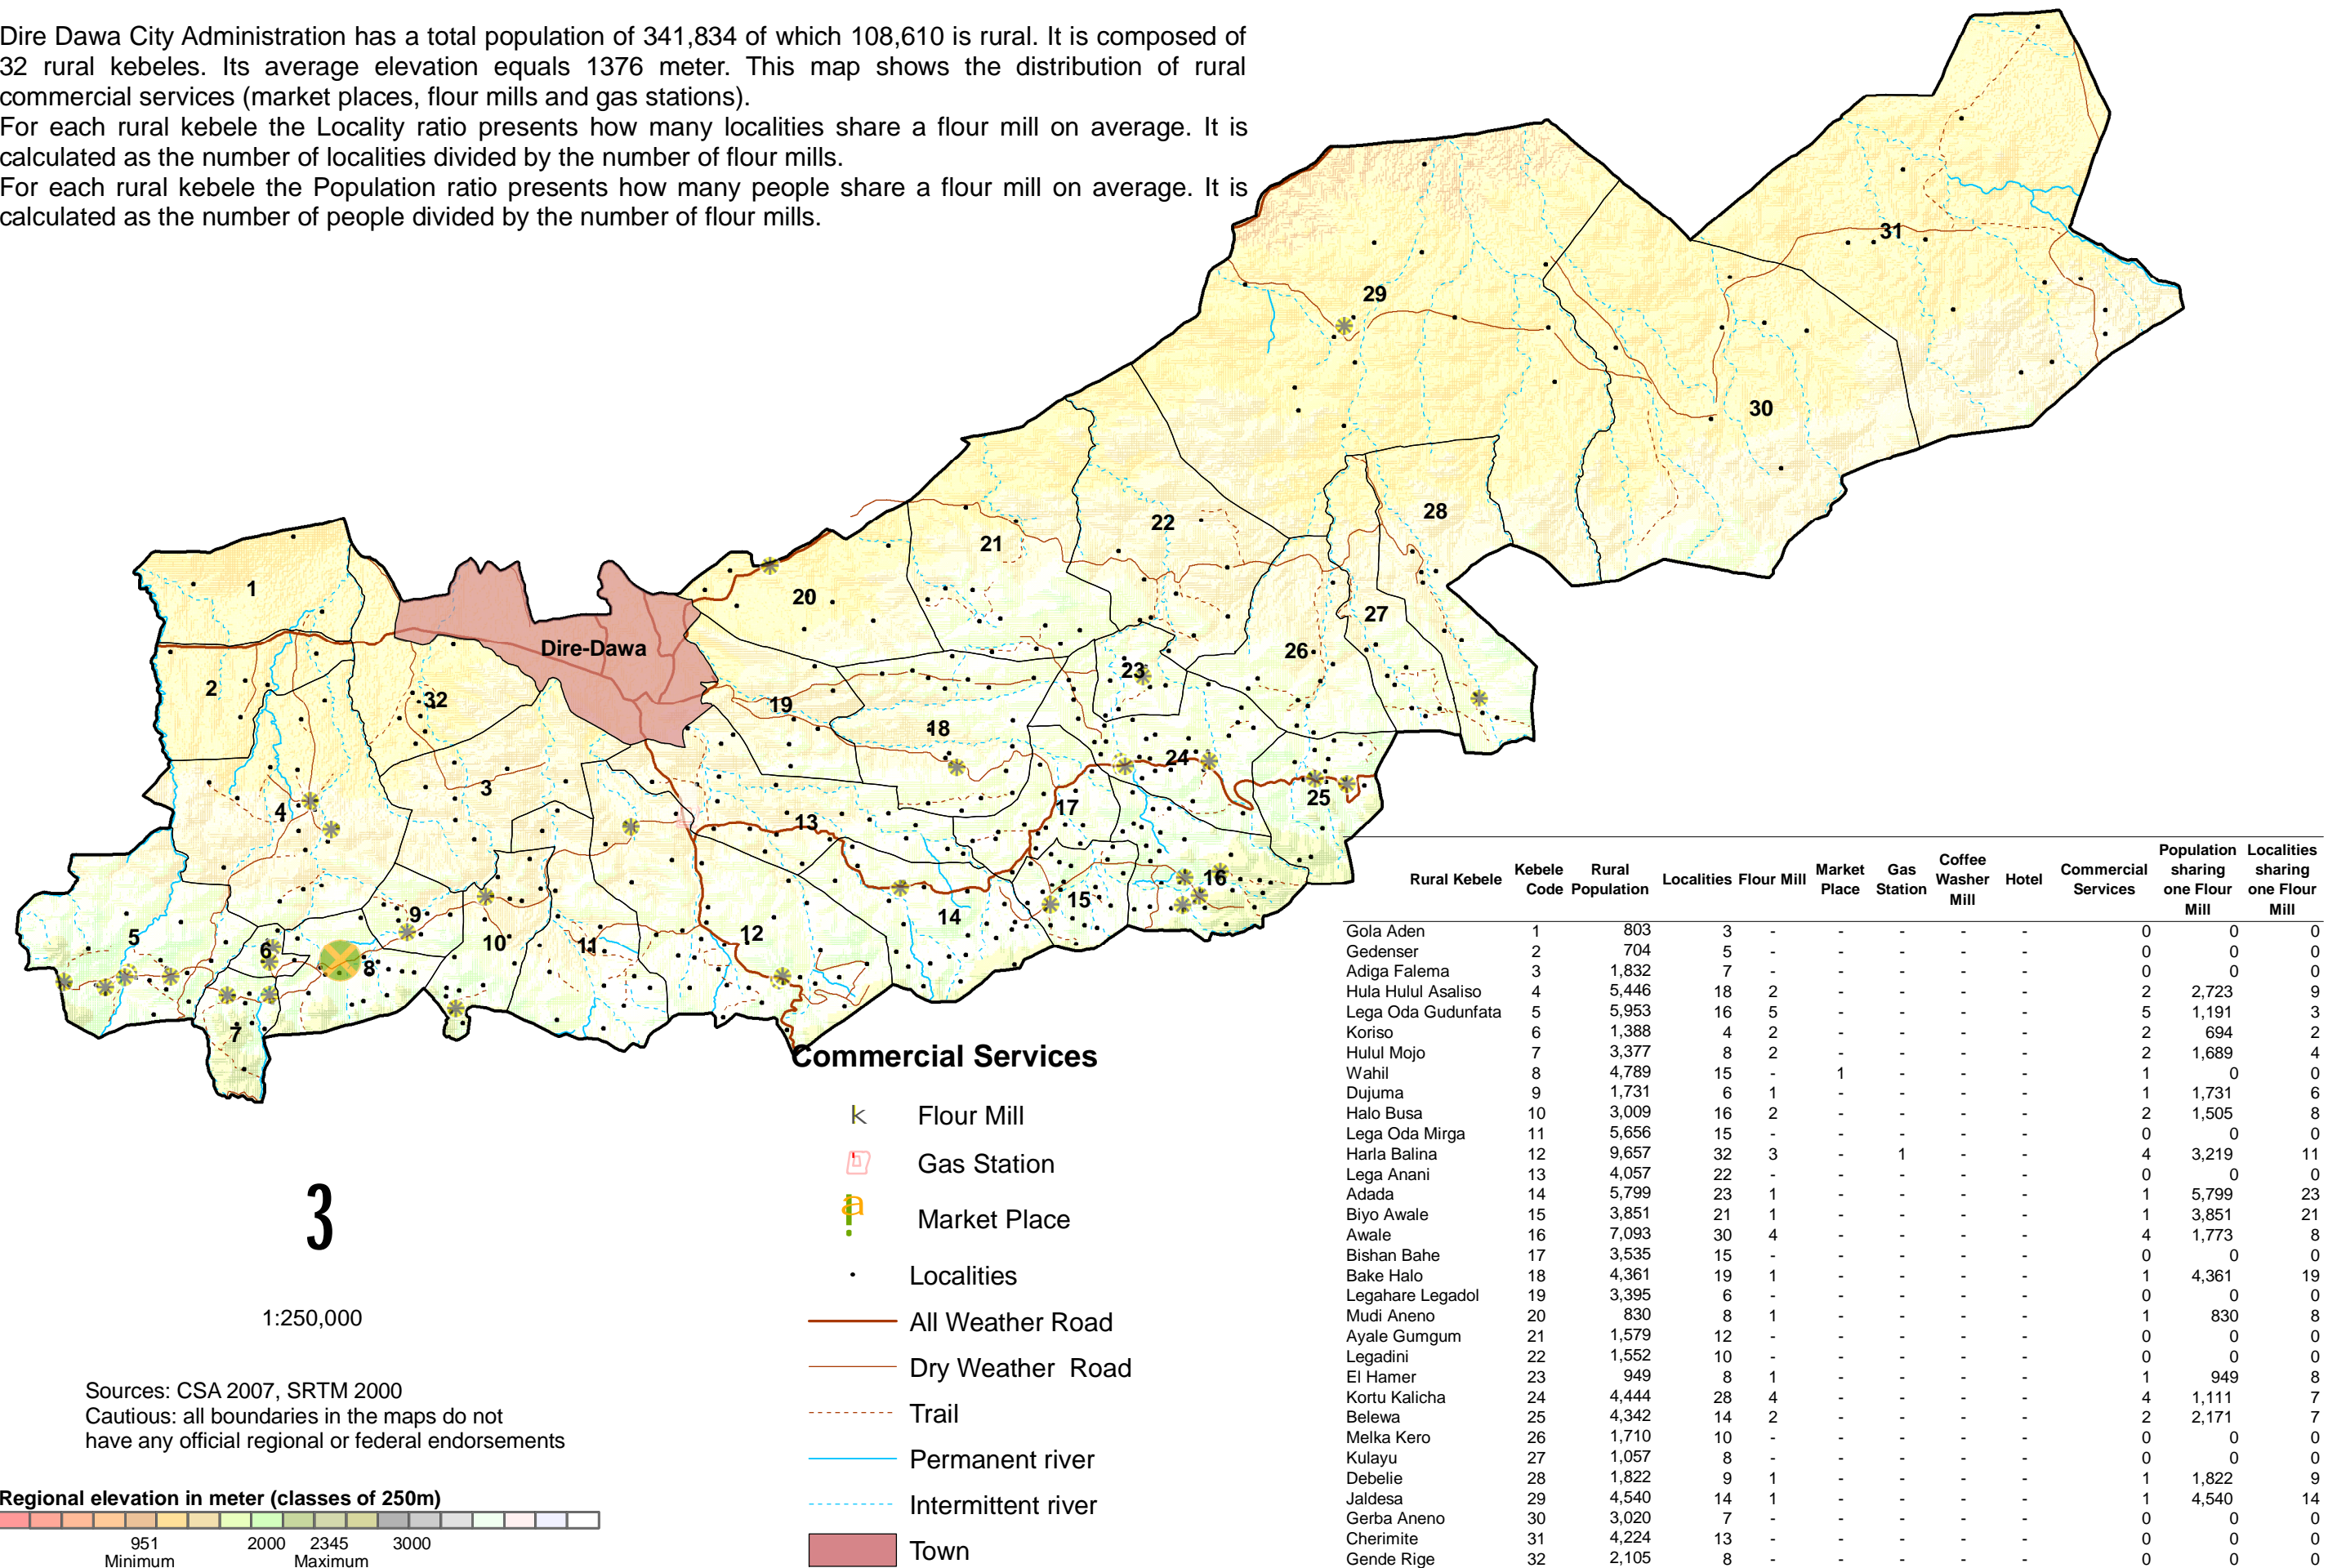 Dire Dawa City Administration has a total population of 341,834 of which 108,610 is rural. It is composed of
32 rural kebeles. Its average elevation equals 1376 meter. This map shows the distribution of rural
commercial services (market places, flour mills and gas stations).
For each rural kebele the Locality ratio presents how many localities share a flour mill on average. It is
calculated as the number of localities divided by the number of flour mills.
For each rural kebele the Population ratio presents how many people share a flour mill on average. It is
calculated as the number of people divided by the number of flour mills.
31
29
30
28
22
21
1
20
27
Dire-Dawa
26
23
2
32
19
18
24
3
25
4
17
13
16
15
9
14
5
12
10
11
6
8
7
Commercial Services
k Flour Mill
Gas Station
a Market Place
Localities
All Weather Road
Dry Weather Road
Trail
Permanent river
Intermittent river
Town
3
1:250,000
Sources: CSA 2007, SRTM 2000
Cautious: all boundaries in the maps do not
have any official regional or federal endorsements
Regional elevation in meter (classes of 250m)
951 2000 2345 3000
Minimum Maximum
Rural Kebele Kebele Code Rural Population Localities Flour Mill Market Place Gas Station Coffee Washer Mill Hotel Commercial Services Population sharing one Flour Mill Localities sharing one Flour Mill
Gola Aden 1 803 3 - - - - - 0 0 0
Gedenser 2 704 5 - - - - - 0 0 0
Adiga Falema 3 1,832 7 - - - - - 0 0 0
Hula Hulul Asaliso 4 5,446 18 2 - - - - 2 2,723 9
Lega Oda Gudunfata 5 5,953 16 5 - - - - 5 1,191 3
Koriso 6 1,388 4 2 - - - - 2 694 2
Hulul Mojo 7 3,377 8 2 - - - - 2 1,689 4
Wahil 8 4,789 15 - 1 - - - 1 0 0
Dujuma 9 1,731 6 1 - - - - 1 1,731 6
Halo Busa 10 3,009 16 2 - - - - 2 1,505 8
Lega Oda Mirga 11 5,656 15 - - - - - 0 0 0
Harla Balina 12 9,657 32 3 - 1 - - 4 3,219 11
Lega Anani 13 4,057 22 - - - - - 0 0 0
Adada 14 5,799 23 1 - - - - 1 5,799 23
Biyo Awale 15 3,851 21 1 - - - - 1 3,851 21
Awale 16 7,093 30 4 - - - - 4 1,773 8
Bishan Bahe 17 3,535 15 - - - - - 0 0 0
Bake Halo 18 4,361 19 1 - - - - 1 4,361 19
Legahare Legadol 19 3,395 6 - - - - - 0 0 0
Mudi Aneno 20 830 8 1 - - - - 1 830 8
Ayale Gumgum 21 1,579 12 - - - - - 0 0 0
Legadini 22 1,552 10 - - - - - 0 0 0
El Hamer 23 949 8 1 - - - - 1 949 8
Kortu Kalicha 24 4,444 28 4 - - - - 4 1,111 7
Belewa 25 4,342 14 2 - - - - 2 2,171 7
Melka Kero 26 1,710 10 - - - - - 0 0 0
Kulayu 27 1,057 8 - - - - - 0 0 0
Debelie 28 1,822 9 1 - - - - 1 1,822 9
Jaldesa 29 4,540 14 1 - - - - 1 4,540 14
Gerba Aneno 30 3,020 7 - - - - - 0 0 0
Cherimite 31 4,224 13 - - - - - 0 0 0
Gende Rige 32 2,105 8 - - - - - 0 0 0